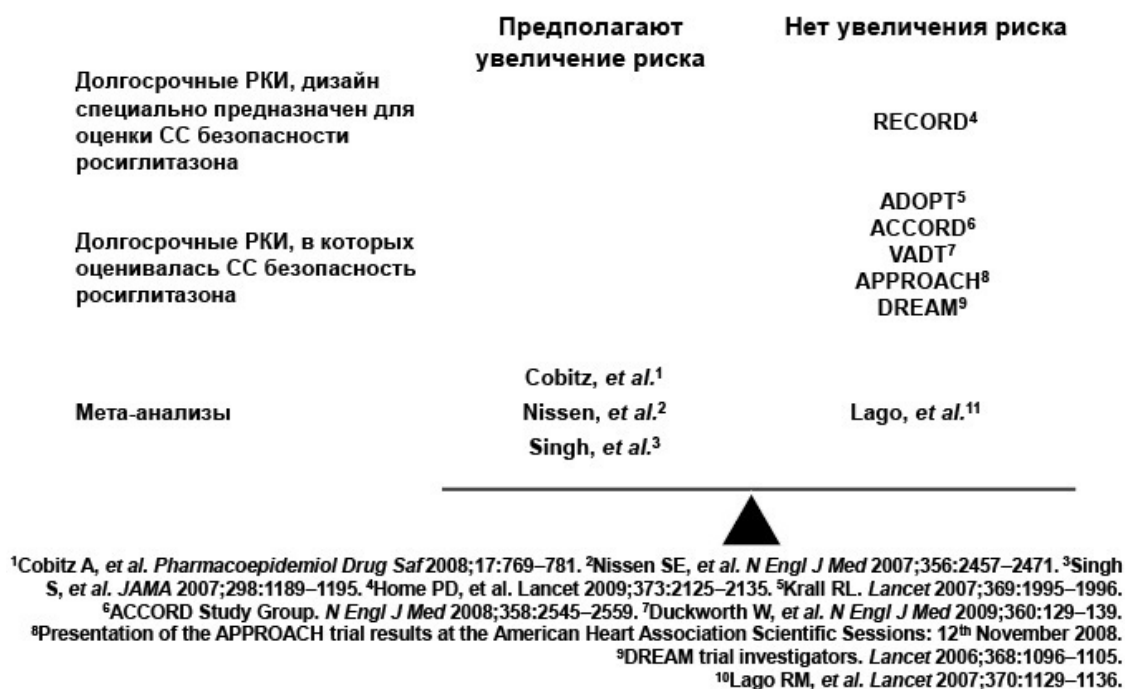 Предполагают
увеличение риска
Нет увеличения риска
Долгосрочные РКИ, дизайн
специально предназначен для
оценки СС безопасности
росиглитазона
RECORD⁴
Долгосрочные РКИ, в которых
оценивалась СС безопасность
росиглитазона
ADOPT⁵
ACCORD⁶
VADT⁷
APPROACH⁸
DREAM⁹
Мета-анализы
Cobitz, et al.¹
Nissen, et al.²
Singh, et al.³
Lago, et al.¹¹
¹Cobitz A, et al. Pharmacoepidemiol Drug Saf 2008;17:769–781. ²Nissen SE, et al. N Engl J Med 2007;356:2457–2471. ³Singh
S, et al. JAMA 2007;298:1189–1195. ⁴Home PD, et al. Lancet 2009;373:2125–2135. ⁵Krall RL. Lancet 2007;369:1995–1996.
⁶ACCORD Study Group. N Engl J Med 2008;358:2545–2559. ⁷Duckworth W, et al. N Engl J Med 2009;360:129–139.
⁸Presentation of the APPROACH trial results at the American Heart Association Scientific Sessions: 12th November 2008.
⁹DREAM trial investigators. Lancet 2006;368:1096–1105.
¹⁰Lago RM, et al. Lancet 2007;370:1129–1136.